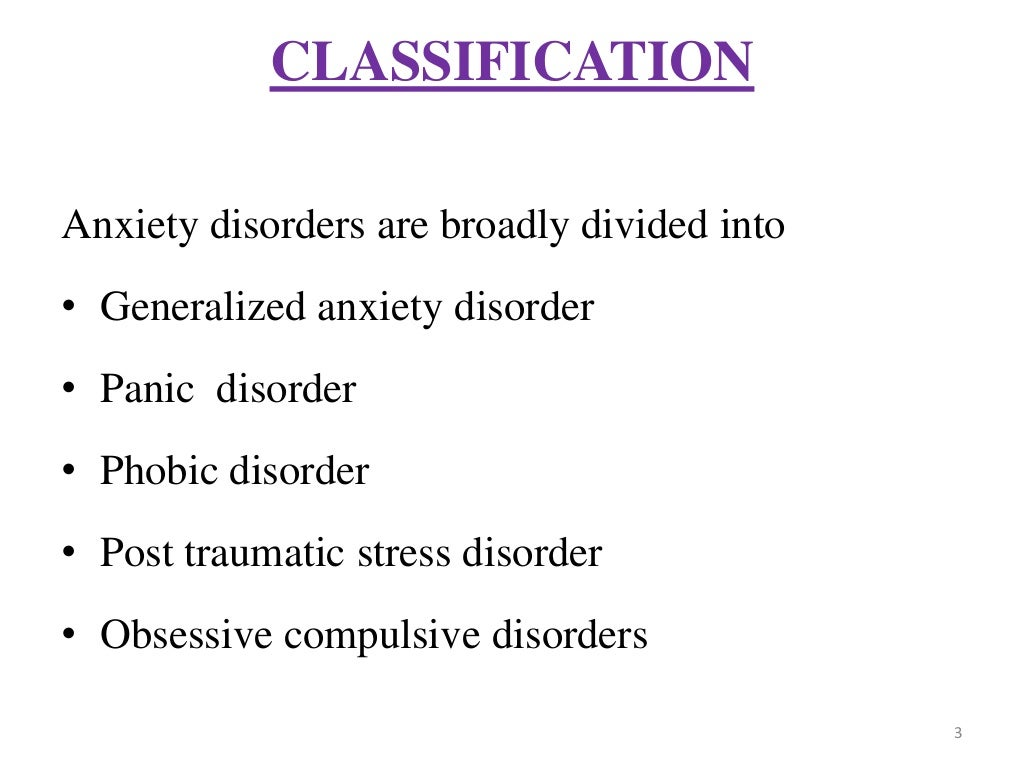 CLASSIFICATION
Anxiety disorders are broadly divided into
• Generalized anxiety disorder
• Panic  disorder
• Phobic disorder
• Post traumatic stress disorder
• Obsessive compulsive disorders
3